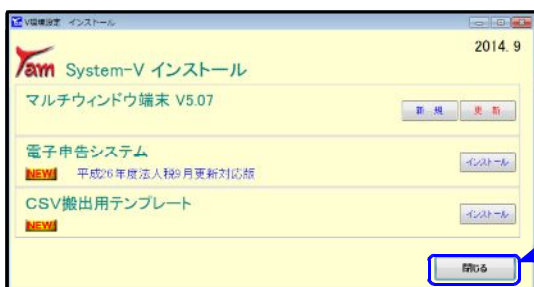 V環境設定 インストール
2014. 9
Tam System-V インストール
マルチウィンドウ端末 V5.07
新 規 更 新
電子申告システム
NEW! 平成26年度法人税9月更新対応版
インストール
CSV搬出用テンプレート
NEW!
インストール
閉じる